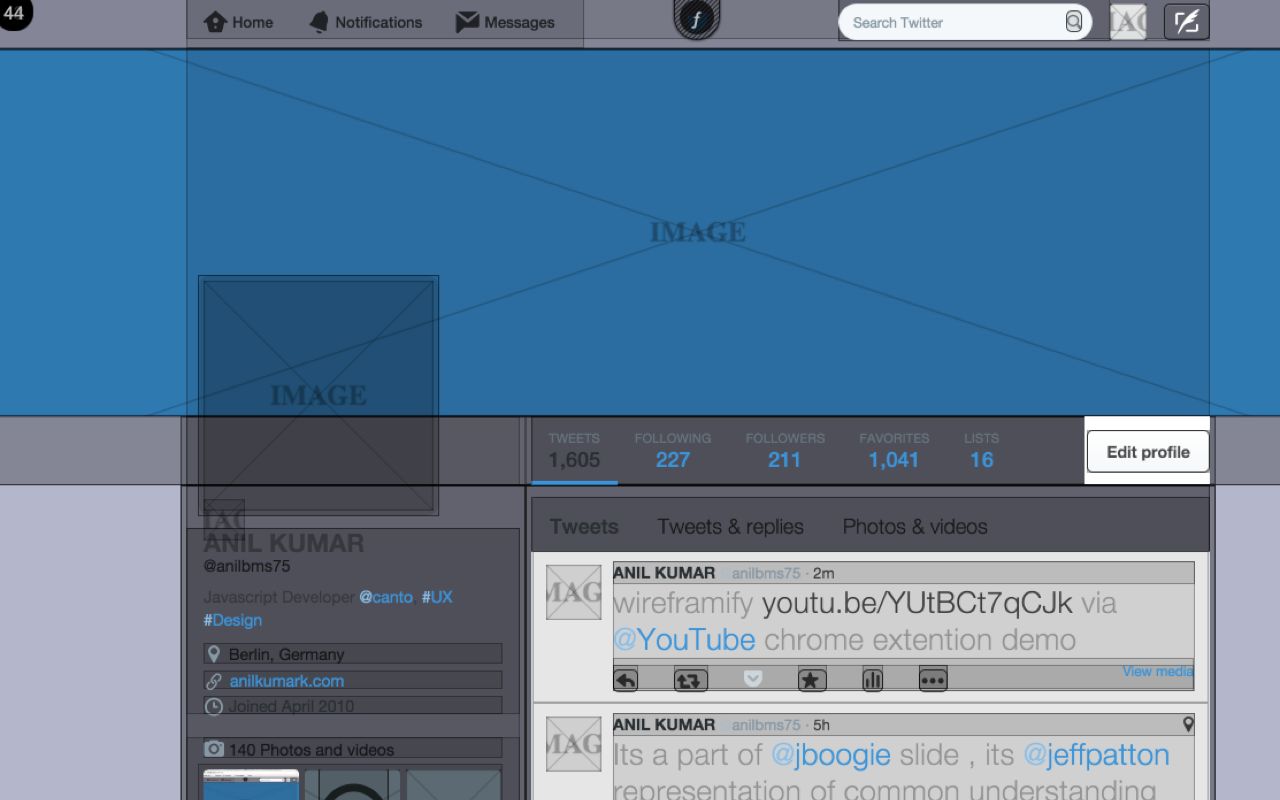 44
Home Notifications Messages
Search Twitter
IMAGE
IMAGE
TWEETS FOLLOWING FOLLOWERS FAVORITES LISTS
1,605 227 211 1,041 16
Edit profile
Tweets Tweets & replies Photos & videos
ANIL KUMAR
@anilbms75
Javascript Developer @canto, #UX
#Design
Berlin, Germany
anilkumark.com
Joined April 2010
140 Photos and videos
ANIL KUMAR anilbms75 · 2m
wireframify youtu.be/YUtBCt7qCJk via
@YouTube chrome extention demo
View media
ANIL KUMAR anilbms75 · 5h
Its a part of @jboogie slide , its @jeffpatton
representation of common understanding